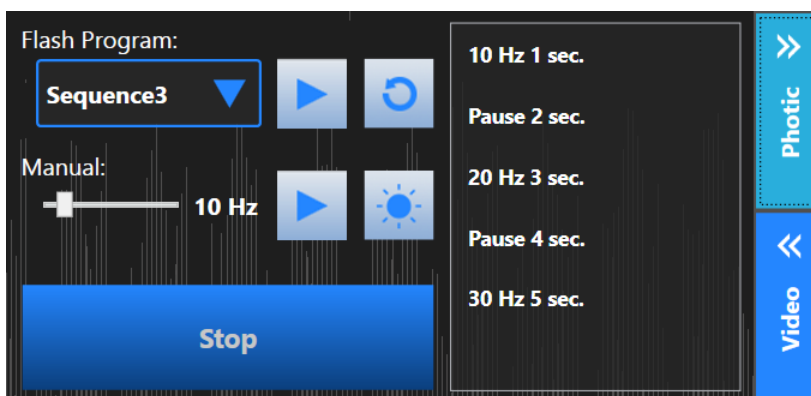 Flash Program:
Sequence3
Manual:
10 Hz
Stop
10 Hz 1 sec.
Pause 2 sec.
20 Hz 3 sec.
Pause 4 sec.
30 Hz 5 sec.
Photic
Video